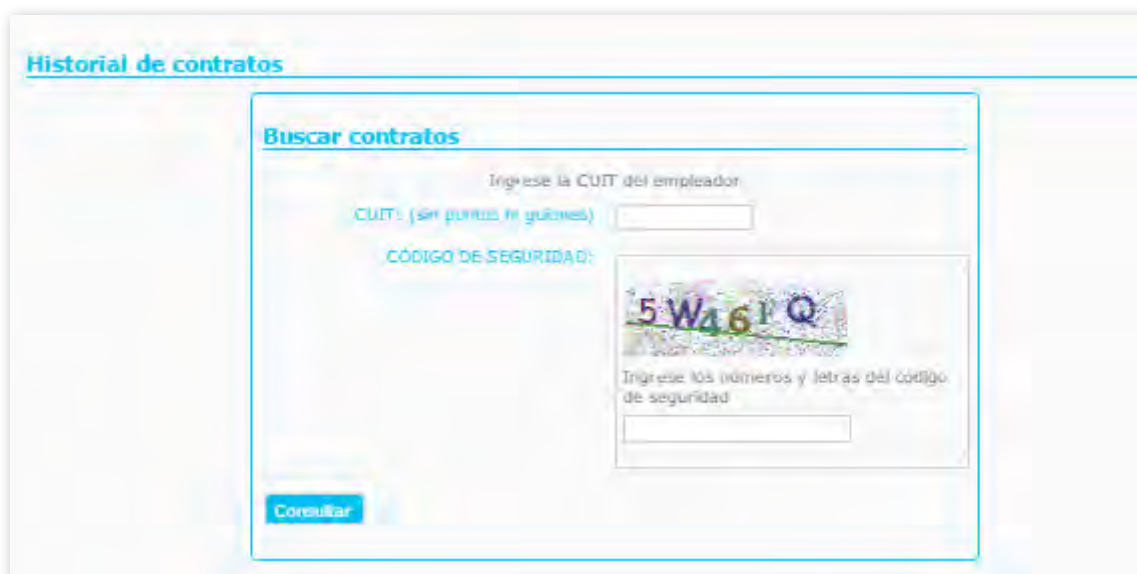 Historial de contratos
Buscar contratos
Ingrese la CUIT del empleador
CUIT: (sin puntos ni guiones)
CÓDIGO DE SEGURIDAD:
Ingrese los números y letras del código
de seguridad
Consultar